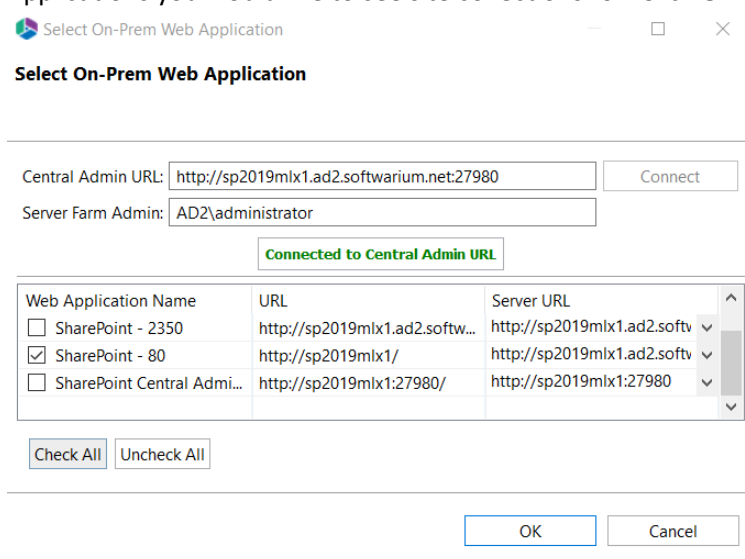 Select On-Prem Web Application
Select On-Prem Web Application
Central Admin URL: http://sp2019mlx1.ad2.softwarium.net:27980 Connect
Server Farm Admin: AD2\administrator
Connected to Central Admin URL
Web Application Name URL Server URL
SharePoint - 2350 http://sp2019mlx1.ad2.softw... http://sp2019mlx1.ad2.softv
SharePoint - 80 http://sp2019mlx1/ http://sp2019mlx1.ad2.softv
SharePoint Central Admi... http://sp2019mlx1:27980/ http://sp2019mlx1:27980
Check All Uncheck All
OK Cancel